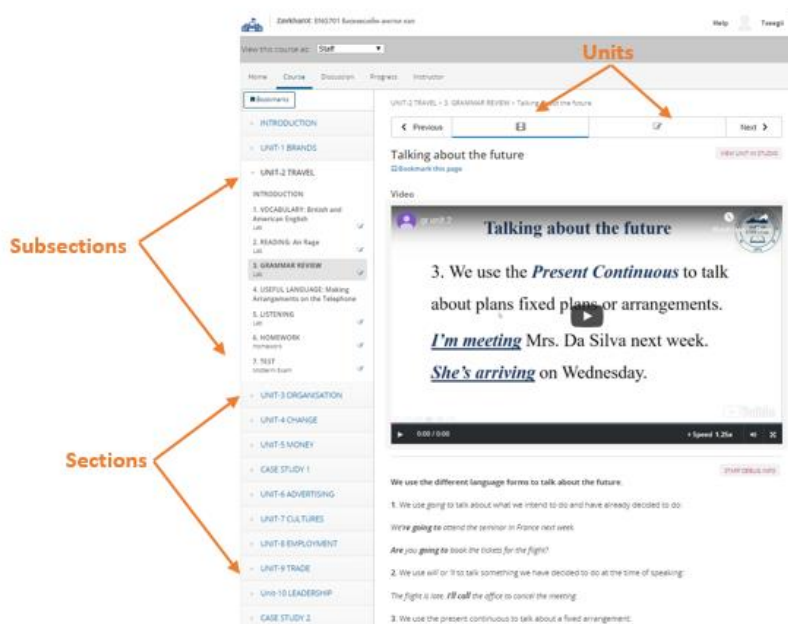 Zavkhan01: ENG701 Бизнесийн англи хэл
Help
Tsengii
View this course as: Staff
Units
Home Course Discussion Progress Instructor
Bookmarks
UNIT-2 TRAVEL > 3. GRAMMAR REVIEW > Talking about the future
INTRODUCTION
Previous
Next
UNIT-1 BRANDS
Talking about the future
VIEW UNIT IN STUDIO
Bookmark this page
UNIT-2 TRAVEL
INTRODUCTION
Video
1. VOCABULARY: British and
American English
Lab
2. READING: Air Rage
Lab
3. GRAMMAR REVIEW
Lab
4. USEFUL LANGUAGE: Making
Arrangements on the Telephone
5. LISTENING
Lab
6. HOMEWORK
Homework
7. TEST
Midterm Exam
Subsections
Talking about the future
3. We use the Present Continuous to talk
about plans fixed plans or arrangements.
I'm meeting Mrs. Da Silva next week.
She's arriving on Wednesday.
0:00 / 0:00
Speed 1.25x
UNIT-3 ORGANISATION
UNIT-4 CHANGE
UNIT-5 MONEY
Sections
CASE STUDY 1
UNIT-6 ADVERTISING
UNIT-7 CULTURES
UNIT-8 EMPLOYMENT
UNIT-9 TRADE
Unit-10 LEADERSHIP
CASE STUDY 2
STAFF DEBUG INFO
We use the different language forms to talk about the future.
1. We use going to talk about what we intend to do and have already decided to do:
We're going to attend the seminar in France next week.
Are you going to book the tickets for the flight?
2. We use will or 'll to talk something we have decided to do at the time of speaking:
The flight is late. I'll call the office to cancel the meeting.
3. We use the present continuous to talk about a fixed arrangement: